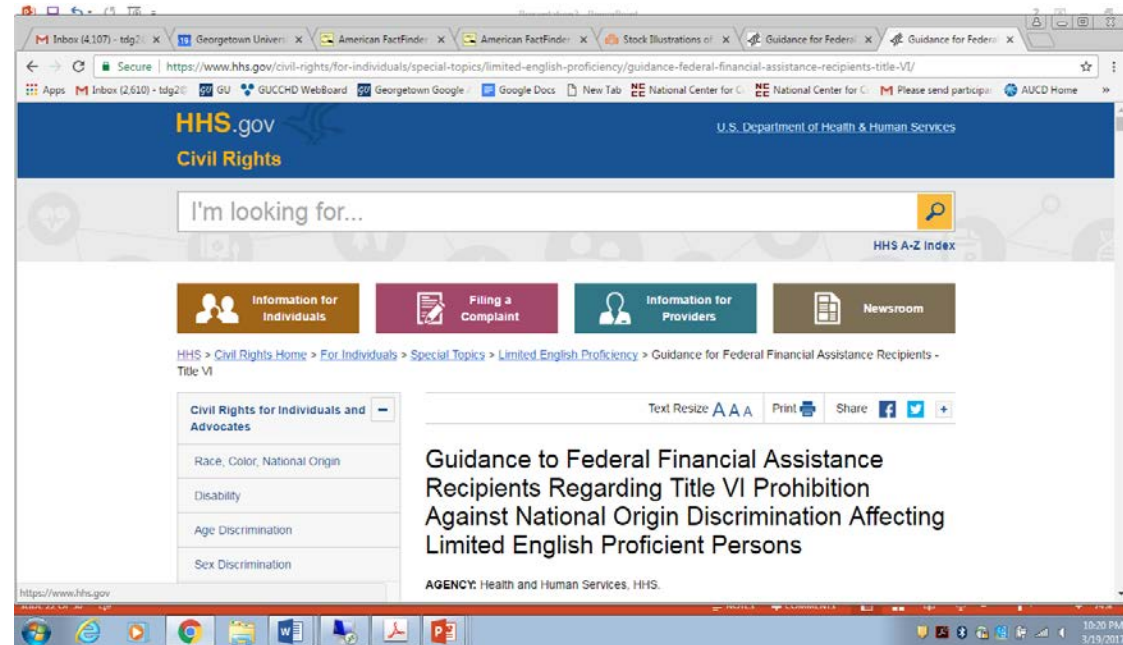 Inbox (4,107) - tdg2
Georgetown Univers
American FactFinder
American FactFinder
Stock Illustrations of
Guidance for Federal
Guidance for Federal
Secure | https://www.hhs.gov/civil-rights/for-individuals/special-topics/limited-english-proficiency/guidance-federal-financial-assistance-recipients-title-VI/
Apps Inbox (2,610) - tdg2 GU GUCCHD WebBoard Georgetown Google Google Docs New Tab National Center for C National Center for C Please send participa AUCD Home »
HHS.gov
U.S. Department of Health & Human Services
Civil Rights
I'm looking for...
HHS A-Z Index
Information for
Individuals
Filing a
Complaint
Information for
Providers
Newsroom
HHS > Civil Rights Home > For Individuals > Special Topics > Limited English Proficiency > Guidance for Federal Financial Assistance Recipients -
Title VI
Civil Rights for Individuals and
Advocates
Race, Color, National Origin
Disability
Age Discrimination
Sex Discrimination
Text Resize A A A Print Share +
Guidance to Federal Financial Assistance
Recipients Regarding Title VI Prohibition
Against National Origin Discrimination Affecting
Limited English Proficient Persons
AGENCY: Health and Human Services, HHS.
https://www.hhs.gov
10:20 PM